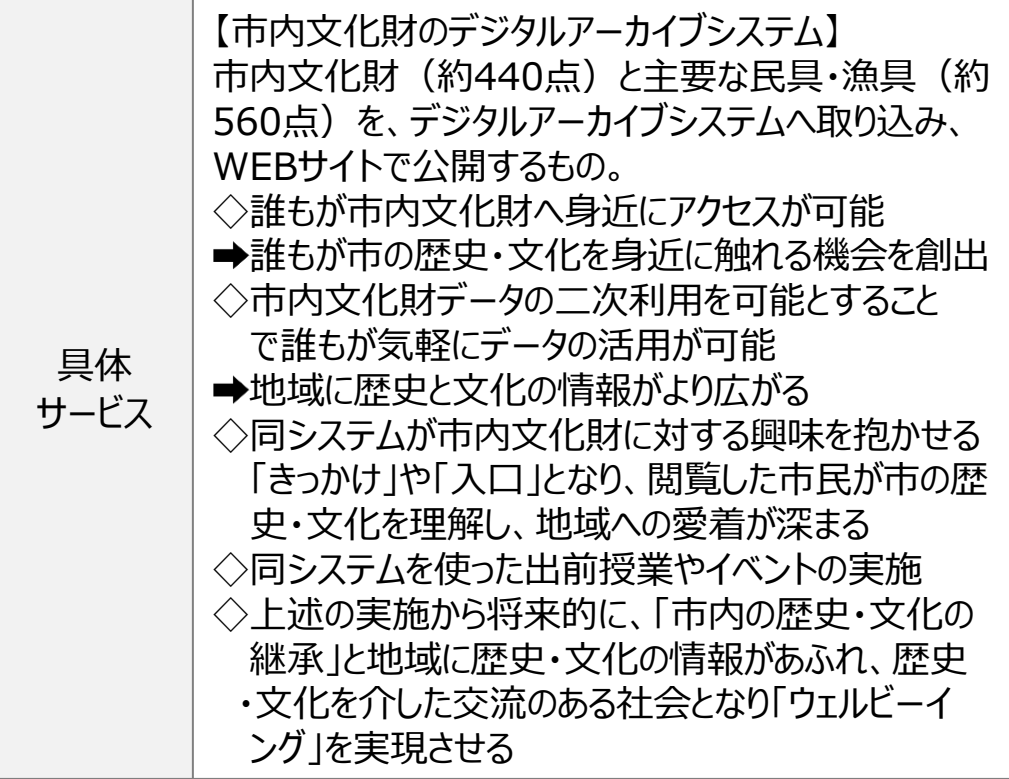 具体
サービス
【市内文化財のデジタルアーカイブシステム】
市内文化財（約440点）と主要な民具・漁具（約
560点）を、デジタルアーカイブシステムへ取り込み、
WEBサイトで公開するもの。
◇誰もが市内文化財へ身近にアクセスが可能
➡誰もが市の歴史・文化を身近に触れる機会を創出
◇市内文化財データの二次利用を可能とすること
で誰もが気軽にデータの活用が可能
➡地域に歴史と文化の情報がより広がる
◇同システムが市内文化財に対する興味を抱かせる
「きっかけ」や「入口」となり、閲覧した市民が市の歴
史・文化を理解し、地域への愛着が深まる
◇同システムを使った出前授業やイベントの実施
◇上述の実施から将来的に、「市内の歴史・文化の
継承」と地域に歴史・文化の情報があふれ、歴史
・文化を介した交流のある社会となり「ウェルビーイ
ング」を実現させる